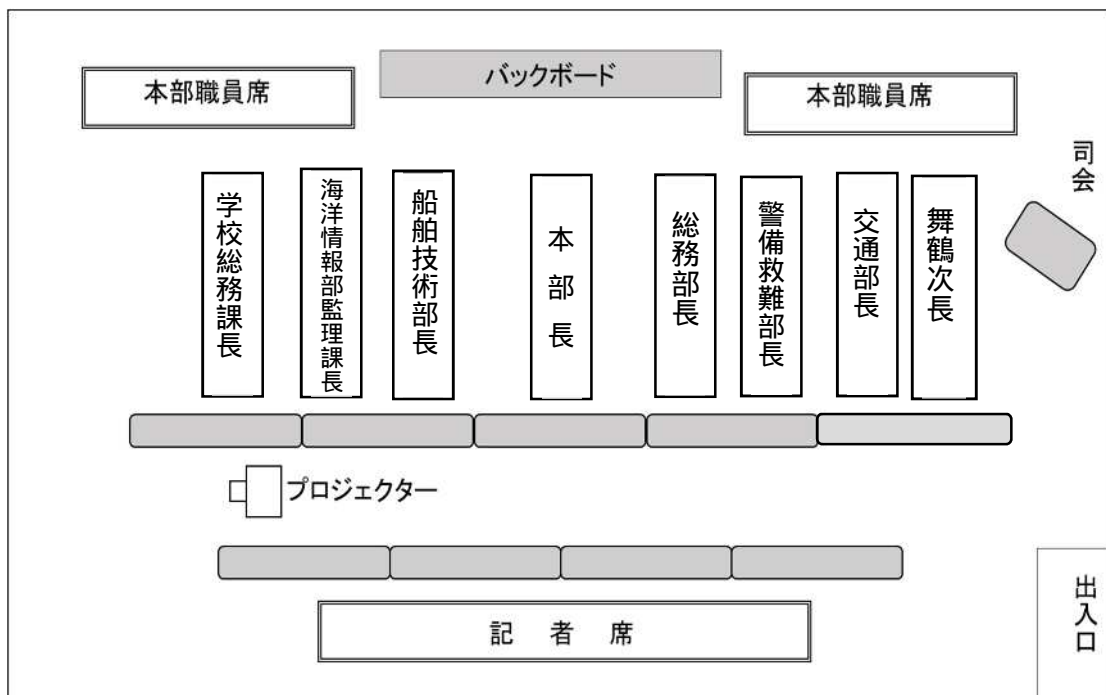 バックボード
本部職員席
本部職員席
司会
学校総務課長
海洋情報部監理課長
船舶技術部長
本部長
総務部長
警備救難部長
交通部長
舞鶴次長
プロジェクター
記者席
出入口